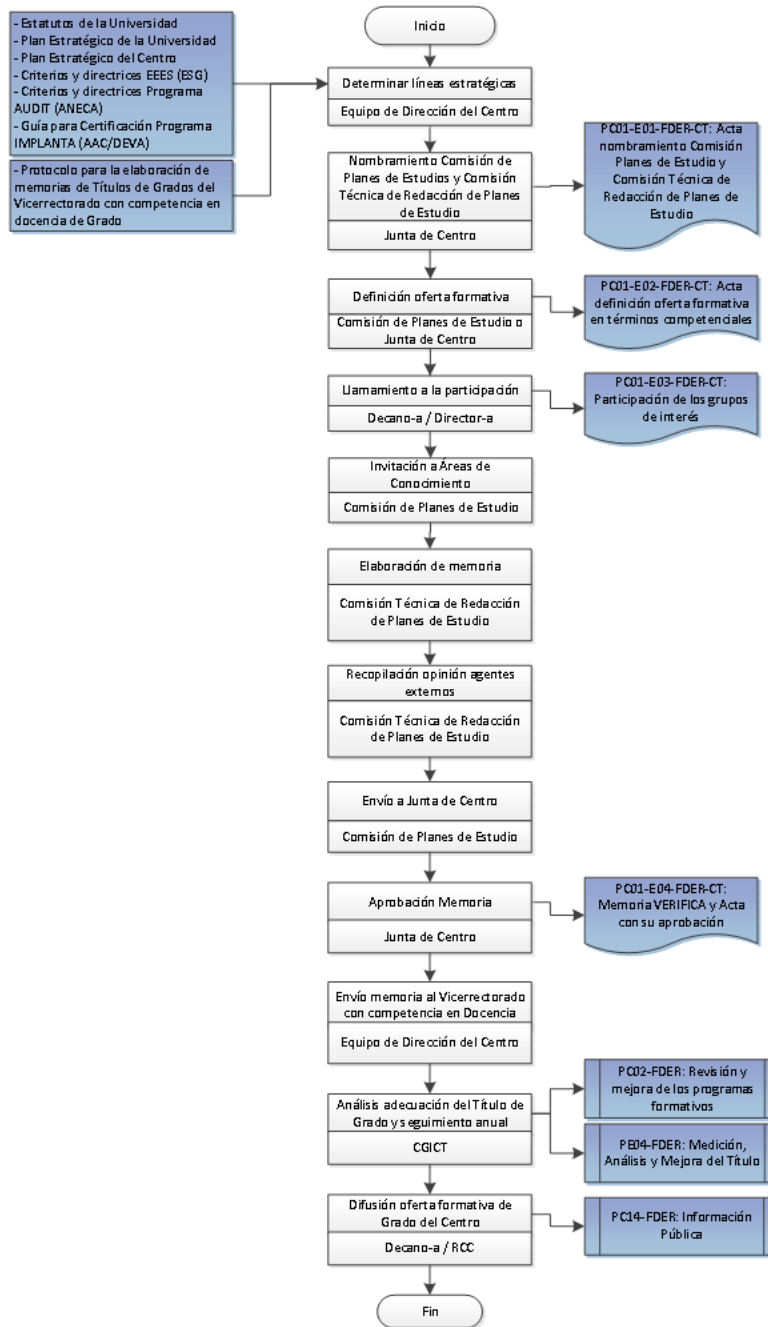 Inicio
- Estatutos de la Universidad
- Plan Estratégico de la Universidad
- Plan Estratégico del Centro
- Criterios y directrices EEES (ESG)
- Criterios y directrices Programa
AUDIT (ANECA)
- Guía para Certificación Programa
IMPLANTA (AAC/DEVA)
- Protocolo para la elaboración de
memorias de Títulos de Grados del
Vicerrectorado con competencia en
docencia de Grado
Determinar líneas estratégicas
Equipo de Dirección del Centro
Nombramiento Comisión de
Planes de Estudios y Comisión
Técnica de Redacción de Planes
de Estudio
Junta de Centro
PC01-E01-FDER-CT: Acta
nombramiento Comisión
Planes de Estudio y
Comisión Técnica de
Redacción de Planes de
Estudio
Definición oferta formativa
Comisión de Planes de Estudio o
Junta de Centro
PC01-E02-FDER-CT: Acta
definición oferta formativa
en términos competenciales
Llamamiento a la participación
Decano-a / Director-a
PC01-E03-FDER-CT:
Participación de los grupos
de interés
Invitación a Áreas de
Conocimiento
Comisión de Planes de Estudio
Elaboración de memoria
Comisión Técnica de Redacción
de Planes de Estudio
Recopilación opinión agentes
externos
Comisión Técnica de Redacción
de Planes de Estudio
Envío a Junta de Centro
Comisión de Planes de Estudio
Aprobación Memoria
Junta de Centro
PC01-E04-FDER-CT:
Memoria VERIFICA y Acta
con su aprobación
Envío memoria al Vicerrectorado
con competencia en Docencia
Equipo de Dirección del Centro
Análisis adecuación del Título de
Grado y seguimiento anual
CGICT
PC02-FDER: Revisión y
mejora de los programas
formativos
PE04-FDER: Medición,
Análisis y Mejora del Título
Difusión oferta formativa de
Grado del Centro
Decano-a / RCC
PC14-FDER: Información
Pública
Fin